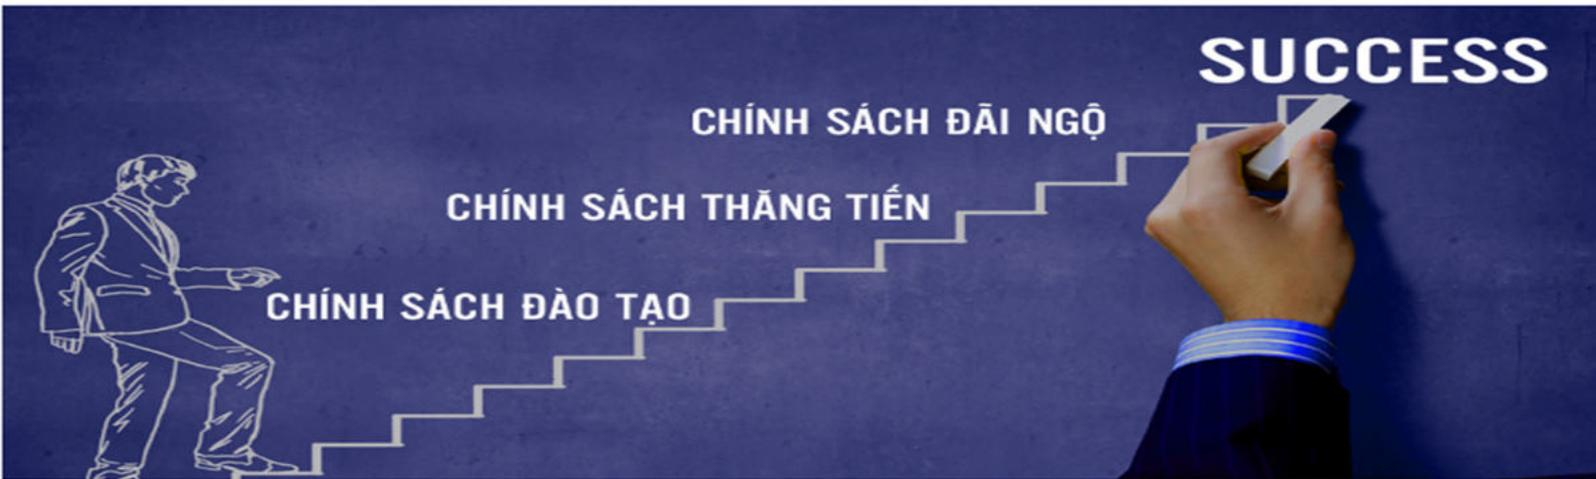 SUCCESS
CHÍNH SÁCH ĐÃI NGỘ
CHÍNH SÁCH THĂNG TIẾN
CHÍNH SÁCH ĐÀO TẠO